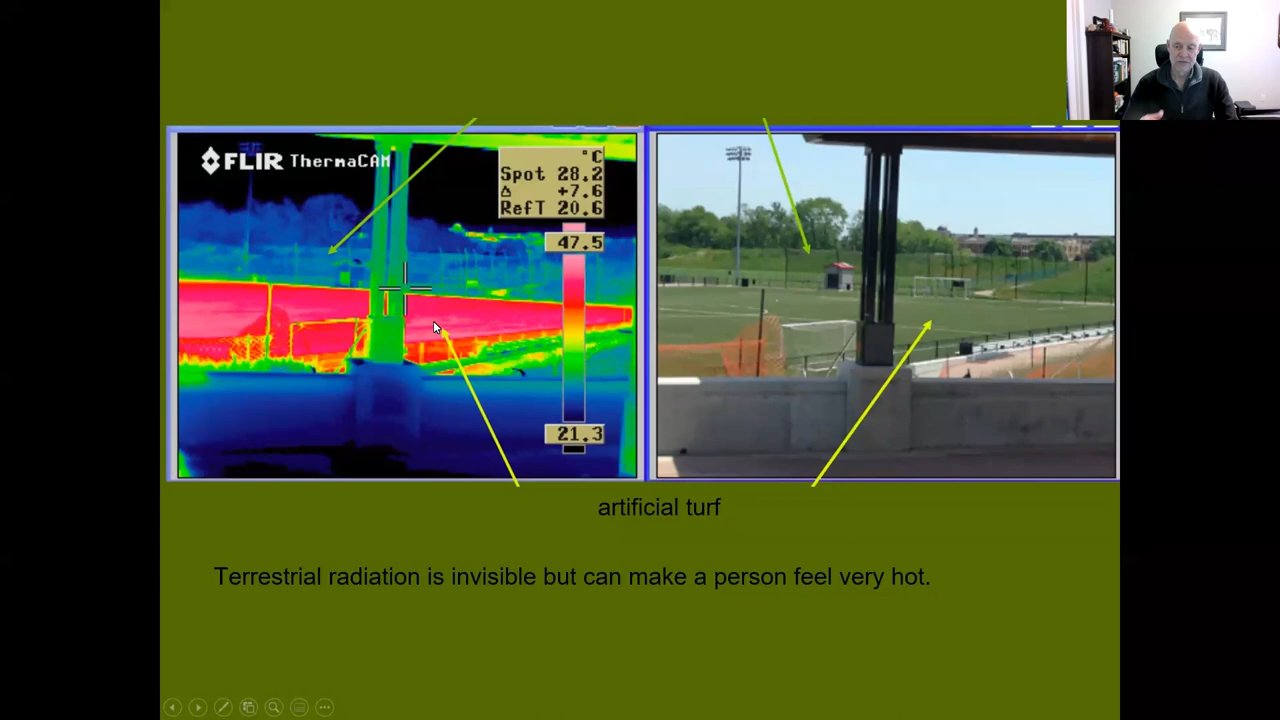 FLIR ThermaCAM
°C
Spot 28.2
Δ +7.6
RefT 20.6
47.5
21.3
artificial turf
Terrestrial radiation is invisible but can make a person feel very hot.